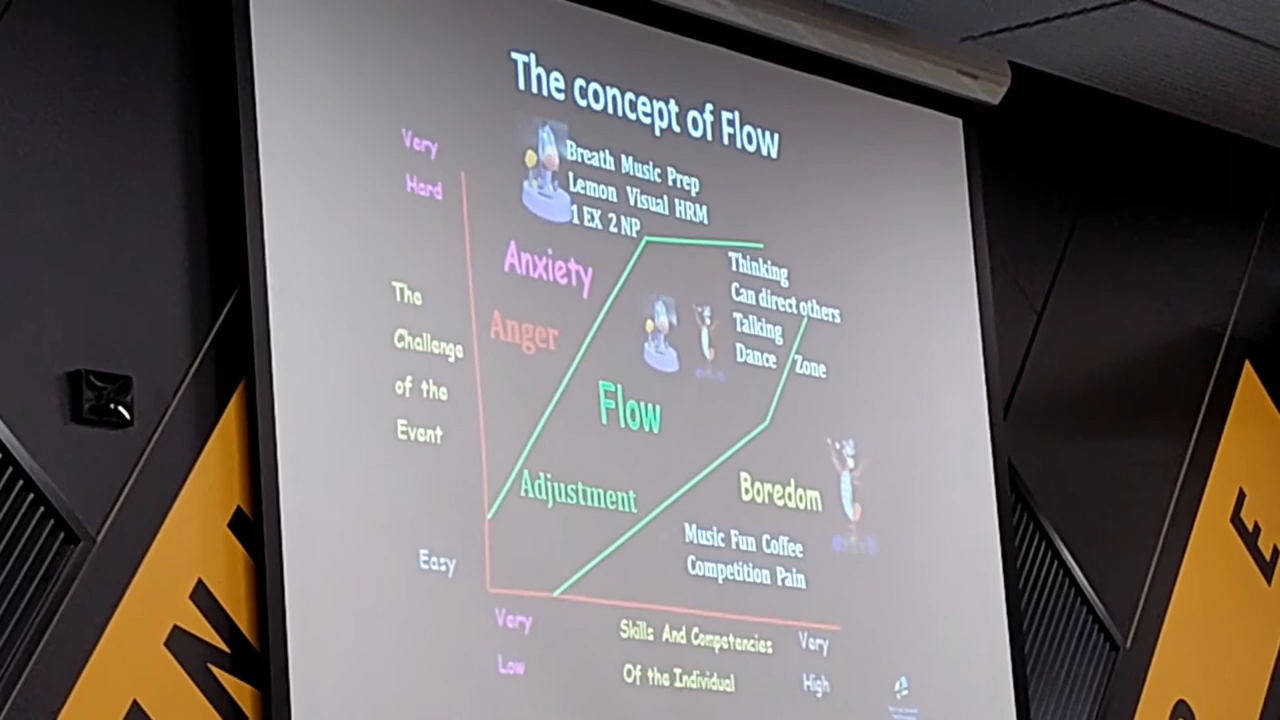 The concept of Flow
Very
Hard
Breath Music Prep
Lemon Visual HRM
1 EX 2 NP
Anxiety
Anger
The
Challenge
of the
Event
Thinking
Can direct others
Talking
Dance Zone
Flow
Adjustment
Boredom
Music Fun Coffee
Competition Pain
Easy
Very
Low
Skills And Competencies
Of the Individual
Very
High
N
E